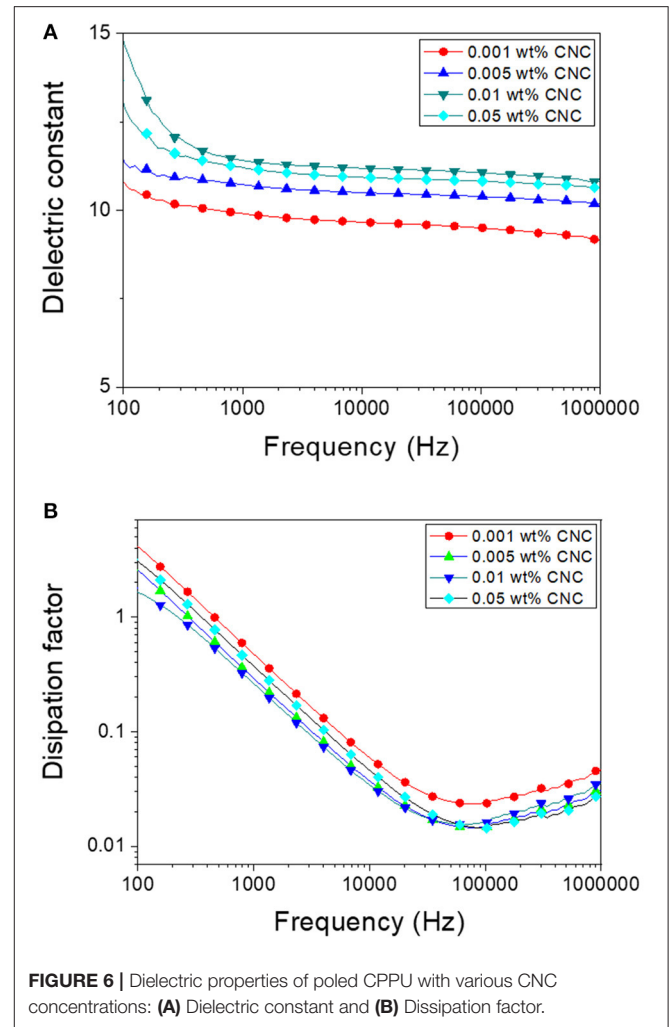 A
15
10
5
Dlelectric constant
0.001 wt% CNC
0.005 wt% CNC
0.01 wt% CNC
0.05 wt% CNC
100
1000
10000
100000
1000000
Frequency (Hz)
B
1
0.1
0.01
Disipation factor
0.001 wt% CNC
0.005 wt% CNC
0.01 wt% CNC
0.05 wt% CNC
100
1000
10000
100000
1000000
Frequency (Hz)
FIGURE 6 | Dielectric properties of poled CPPU with various CNC
concentrations: (A) Dielectric constant and (B) Dissipation factor.